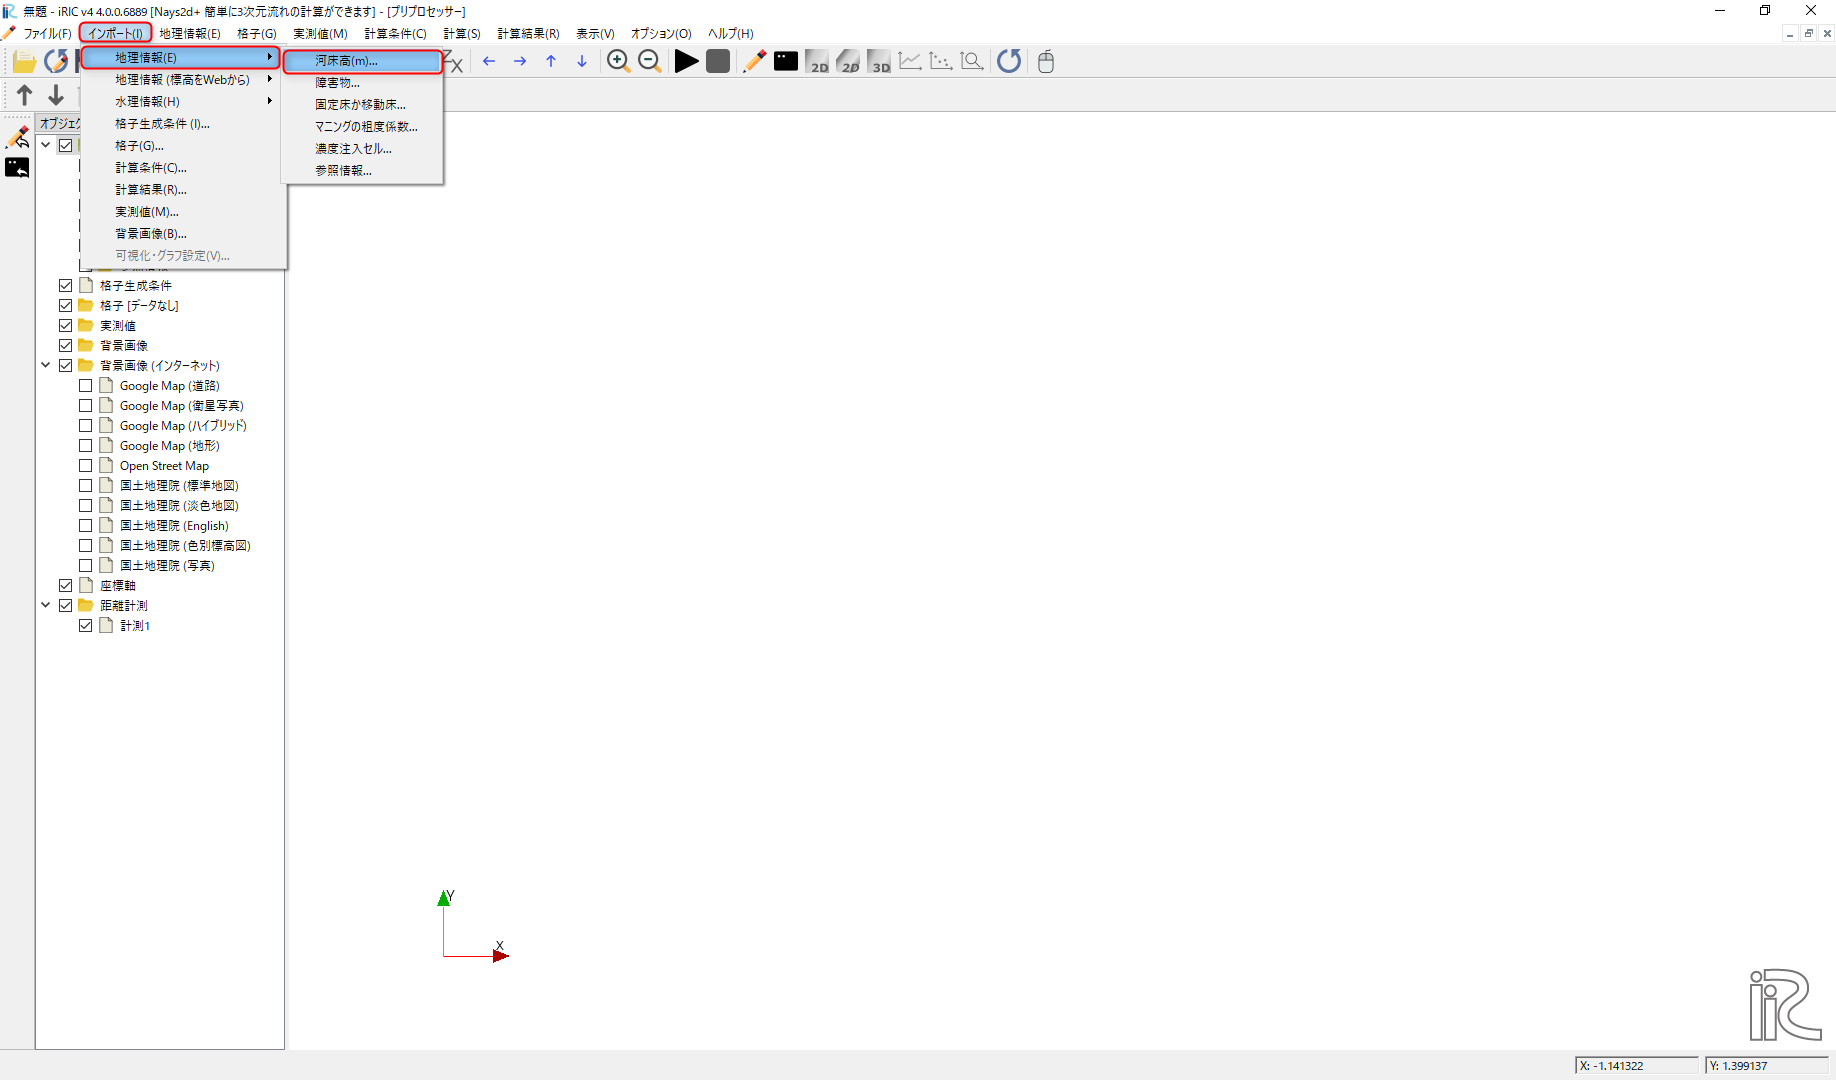 無題 - iRIC v4 4.0.0.6889 [Nays2d+ 簡単に3次元流れの計算ができます] - [プリプロセッサー]
ファイル(F) インポート(I) 地理情報(E) 格子(G) 実測値(M) 計算条件(C) 計算(S) 計算結果(R) 表示(V) オプション(O) ヘルプ(H)
地理情報(E)
地理情報 (標高をWebから)
水理情報(H)
格子生成条件 (I)...
格子(G)...
計算条件(C)...
計算結果(R)...
実測値(M)...
背景画像(B)...
可視化・グラフ設定(V)...
河床高(m)...
障害物...
固定床か移動床...
マニングの粗度係数...
濃度注入セル...
参照情報...
X
2D 2D 3D
オブジェク
格子生成条件
格子 [データなし]
実測値
背景画像
背景画像 (インターネット)
Google Map (道路)
Google Map (衛星写真)
Google Map (ハイブリッド)
Google Map (地形)
Open Street Map
国土地理院 (標準地図)
国土地理院 (淡色地図)
国土地理院 (English)
国土地理院 (色別標高図)
国土地理院 (写真)
座標軸
距離計測
計測1
Y
X
iRIC
X: -1.141322
Y: 1.399137